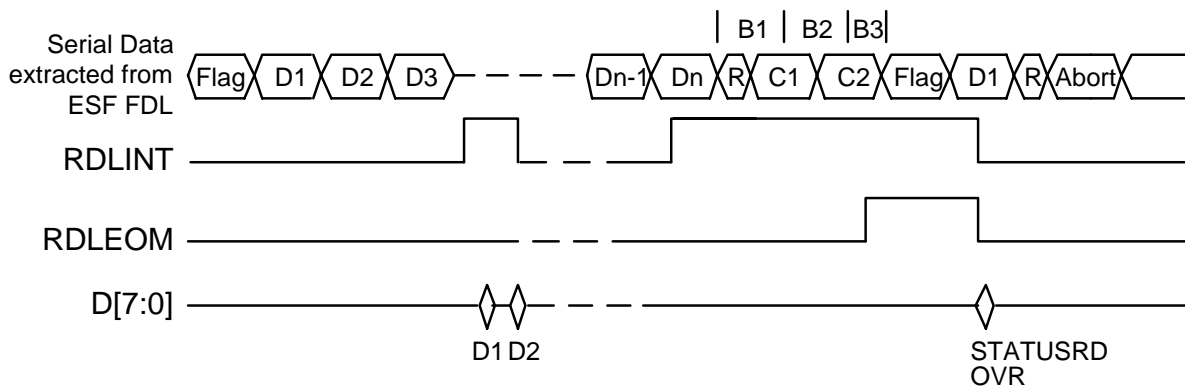 B1 B2 B3
Serial Data
extracted from
ESF FDL
Flag D1 D2 D3 Dn-1 Dn R C1 C2 Flag D1 R Abort
RDLINT
RDLEOM
D[7:0]
D1 D2
STATUSRD
OVR